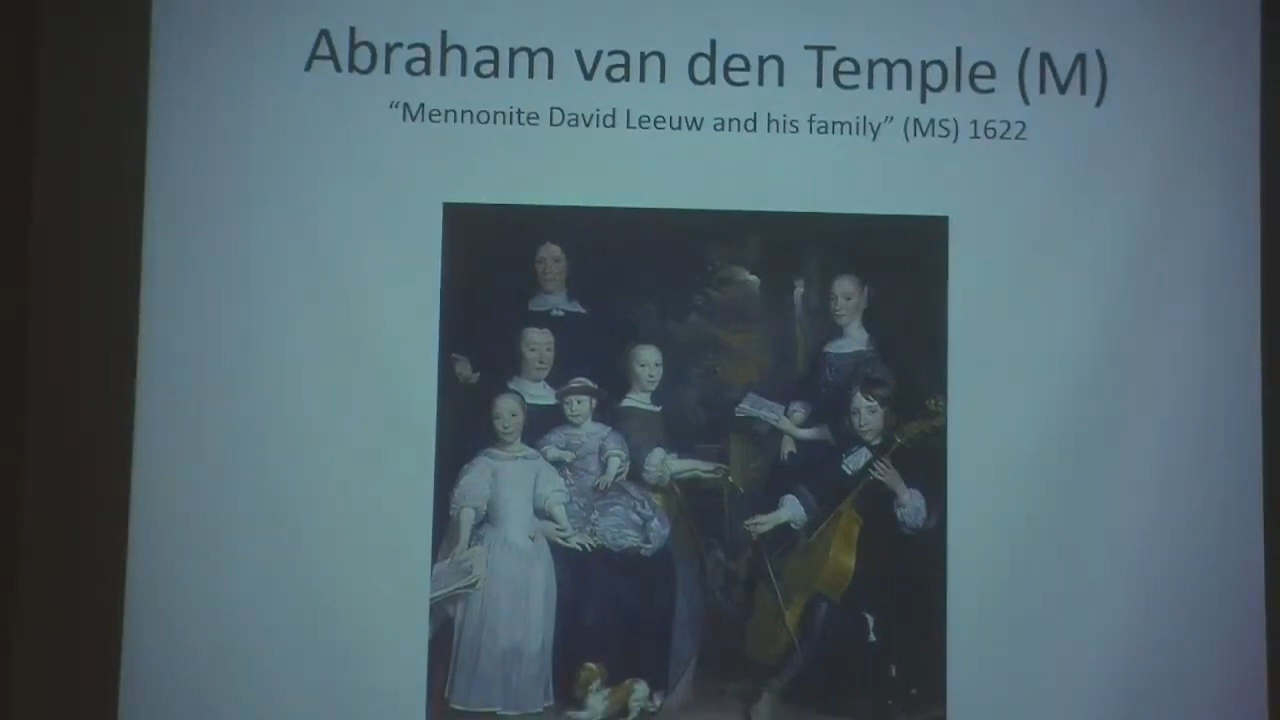 Abraham van den Temple (M)
“Mennonite David Leeuw and his family” (MS) 1622